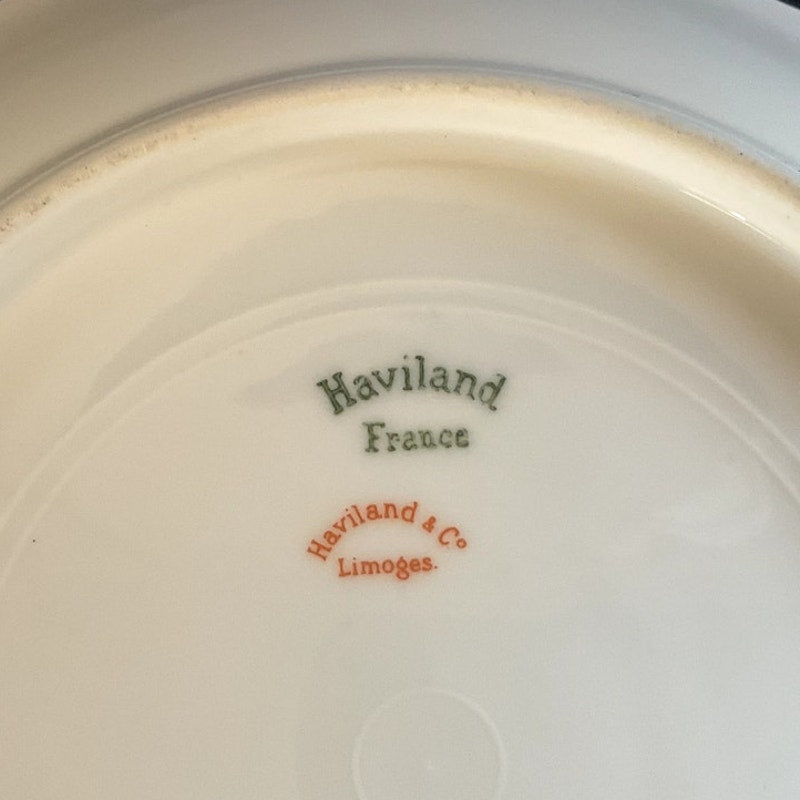 Haviland
France
Haviland & Co
Limoges.